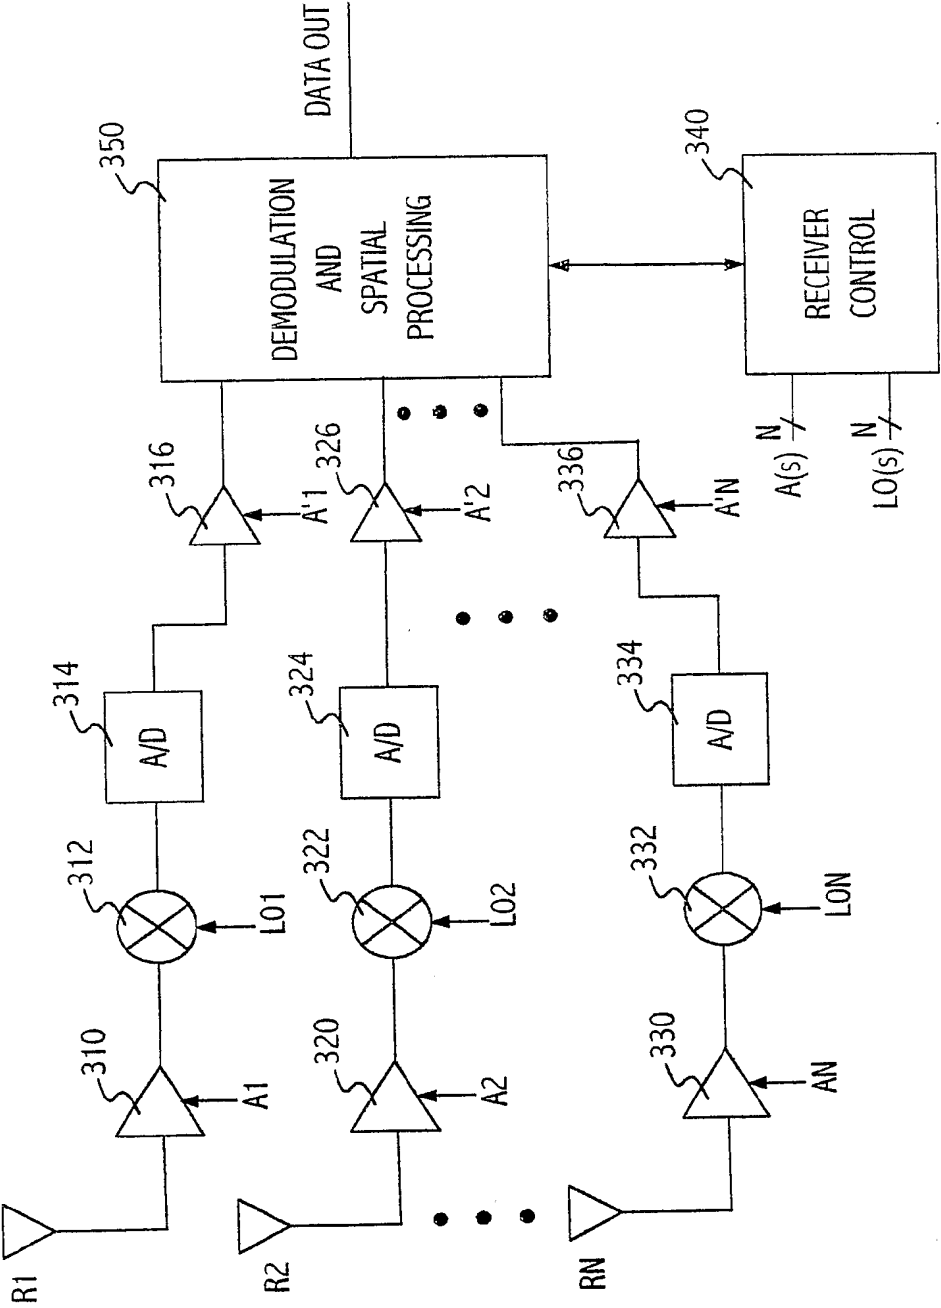 R1
310
A1
312
LO1
314
A/D
316
A'1
R2
320
A2
322
LO2
324
A/D
326
A'2
RN
330
AN
332
LON
334
A/D
336
A'N
350
DEMODULATION
AND
SPATIAL
PROCESSING
DATA OUT
340
RECEIVER
CONTROL
A(s)
N
LO(s)
N